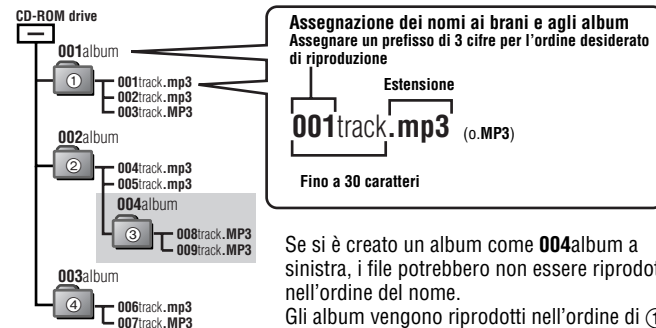 CD-ROM drive
001album
①
001track.mp3
002track.mp3
003track.MP3
002album
②
004track.mp3
005track.mp3
004album
③
008track.MP3
009track.MP3
003album
④
006track.mp3
007track.MP3
Assegnazione dei nomi ai brani e agli album
Assegnare un prefisso di 3 cifre per l'ordine desiderato
di riproduzione
Estensione
001track.mp3 (o.MP3)
Fino a 30 caratteri
Se si è creato un album come 004album a
sinistra, i file potrebbero non essere
nell'ordine del nome.
Gli album vengono riprodotti nell'ordine di